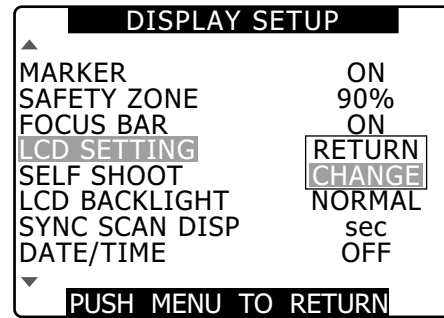 DISPLAY SETUP
MARKER ON
SAFETY ZONE 90%
FOCUS BAR ON
LCD SETTING RETURN
SELF SHOOT CHANGE
LCD BACKLIGHT NORMAL
SYNC SCAN DISP sec
DATE/TIME OFF
PUSH MENU TO RETURN